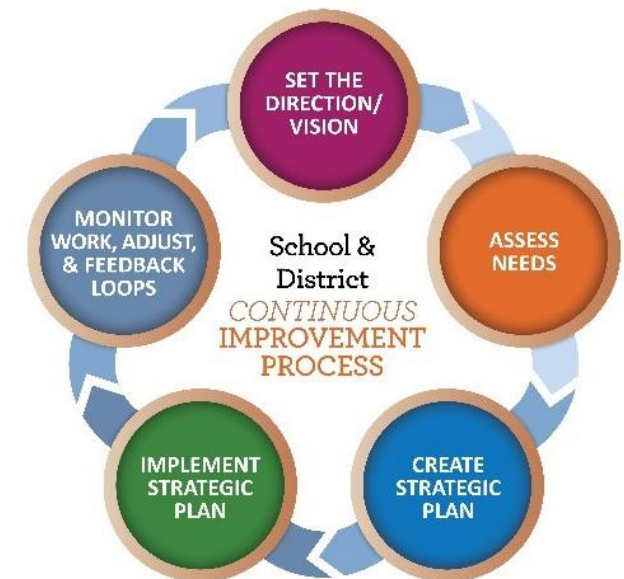 SET THE
DIRECTION/
VISION
ASSESS
NEEDS
CREATE
STRATEGIC
PLAN
IMPLEMENT
STRATEGIC
PLAN
MONITOR
WORK, ADJUST,
& FEEDBACK
LOOPS
School &
District
CONTINUOUS
IMPROVEMENT
PROCESS